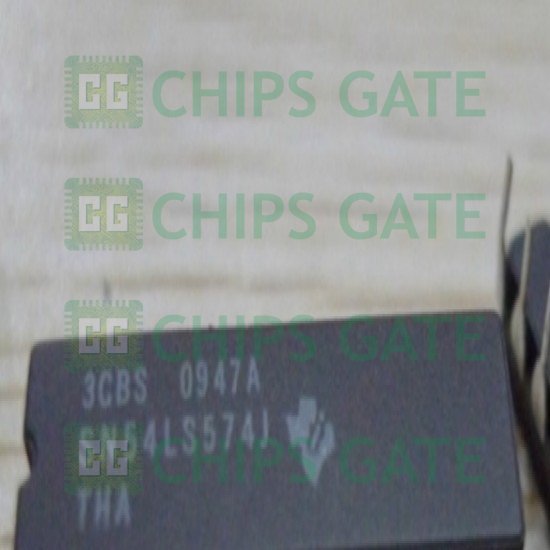 CG CHIPS GATE
CG CHIPS GATE
CG CHIPS GATE
3CBS 0947A
SN54LS574J
CG CHIPS GATE
THA